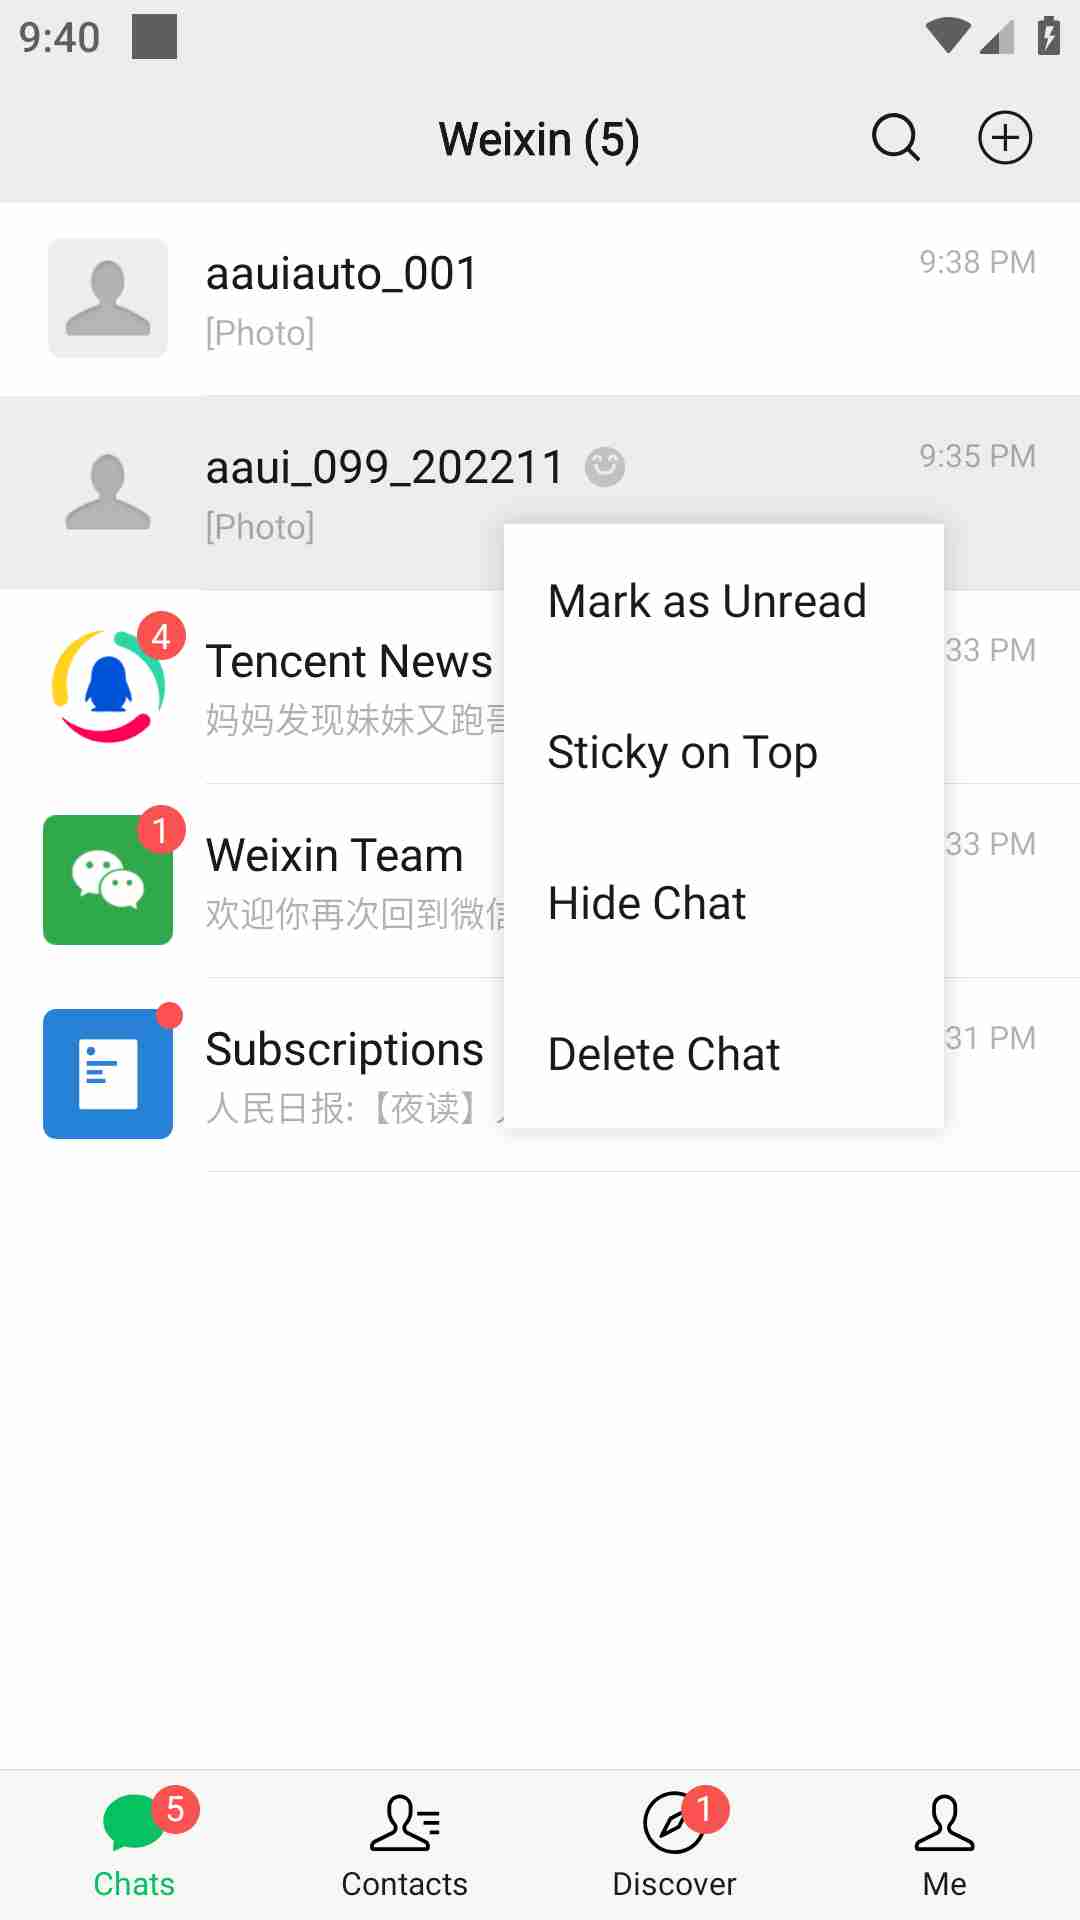 9:40
Weixin (5)
aauiauto_001
9:38 PM
[Photo]
aaui_099_202211
9:35 PM
[Photo]
Mark as Unread
Sticky on Top
Hide Chat
Delete Chat
4
Tencent News
33 PM
妈妈发现妹妹又跑
1
Weixin Team
33 PM
欢迎你再次回到微信
Subscriptions
31 PM
人民日报:【夜读】
5
1
Chats
Contacts
Discover
Me